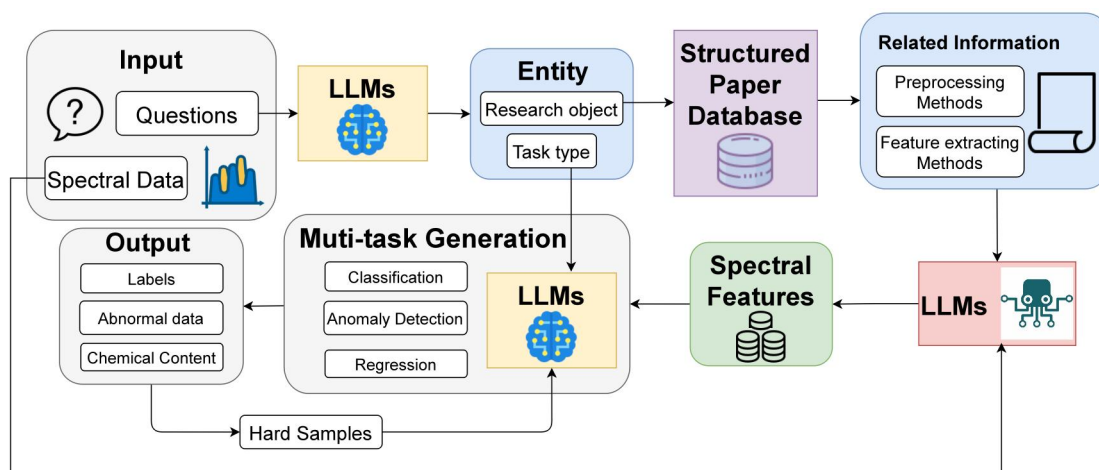 Input
?
Questions
Spectral Data
LLMs
Entity
Research object
Task type
Structured
Paper
Database
Related Information
Preprocessing
Methods
Feature extracting
Methods
Output
Labels
Abnormal data
Chemical Content
Muti-task Generation
Classification
Anomaly Detection
Regression
LLMs
Spectral
Features
LLMs
Hard Samples